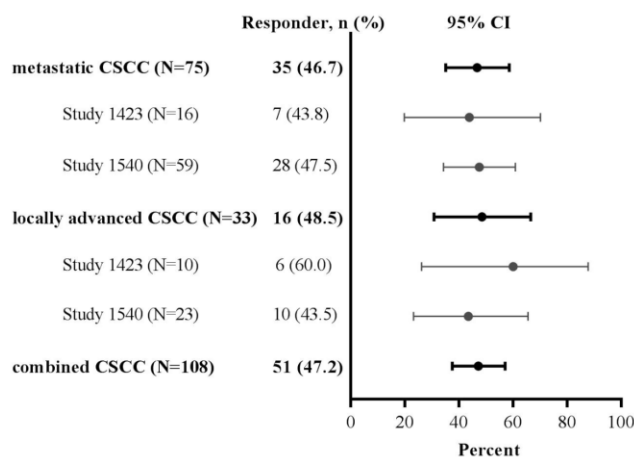 Responder, n (%) 95% CI
metastatic CSCC (N=75) 35 (46.7)
Study 1423 (N=16) 7 (43.8)
Study 1540 (N=59) 28 (47.5)
locally advanced CSCC (N=33) 16 (48.5)
Study 1423 (N=10) 6 (60.0)
Study 1540 (N=23) 10 (43.5)
combined CSCC (N=108) 51 (47.2)
0 20 40 60 80 100
Percent